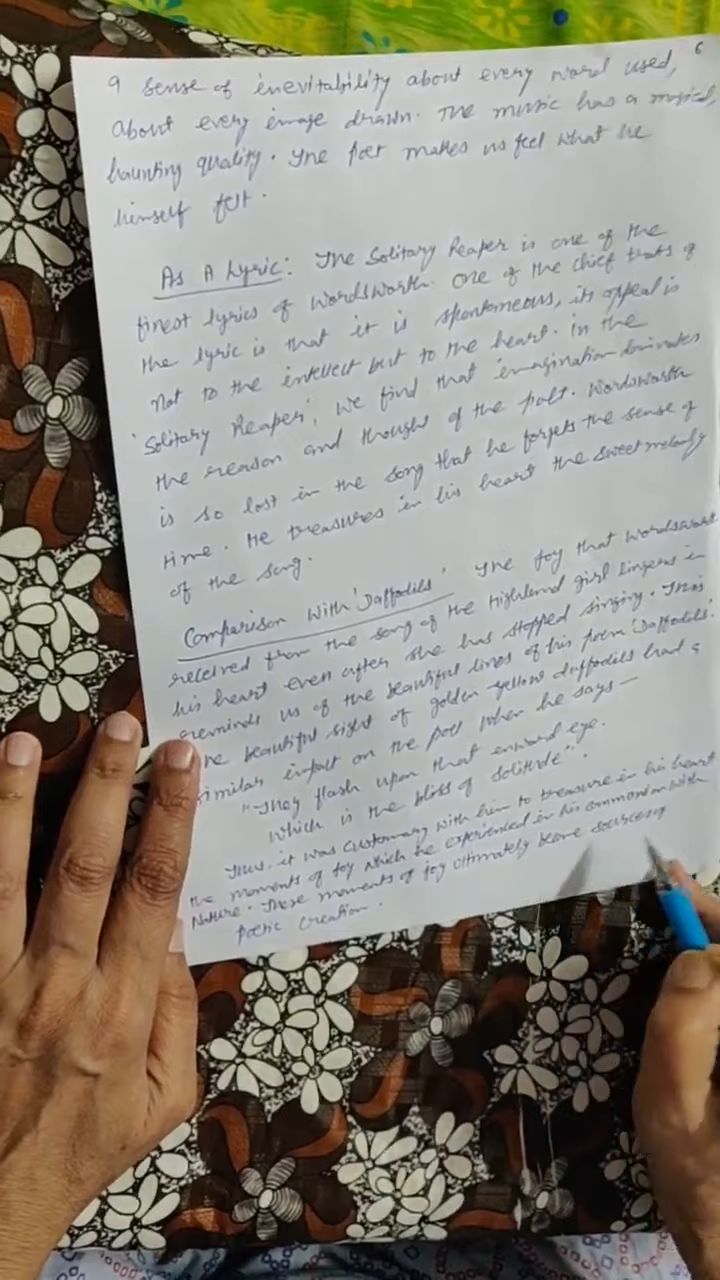 6
a sense of inevitability about every word used,
about every image drawn. The music has a musical,
haunting quality. The poet makes us feel what he
himself felt.
As A Lyric: The Solitary Reaper is one of the
finest lyrics of Wordsworth. One of the chief traits of
the lyric is that it is spontaneous, its appeal is
not to the intellect but to the heart. In the
'Solitary Reaper', we find that imagination dominates
the reason and thought of the poet. Wordsworth
is so lost in the song that he forgets the sense of
time. He treasures in his heart the sweet melody
of the song.
Comparison With 'Daffodils' The joy that Wordswort
received from the song of the Highland girl lingers in
his heart even after she has stopped singing. This
reminds us of the beautiful lines of his poem 'Daffodils'.
he beautiful sight of golden yellow daffodils had a
similar impact on the poet when he says—
"They flash upon that inward eye.
Which is the bliss of Solitude".
Thus, it was customary with him to treasure in his heart
the moments of joy which he experienced in his communion with
Nature. These moments of joy ultimately become sources of
poetic creation.